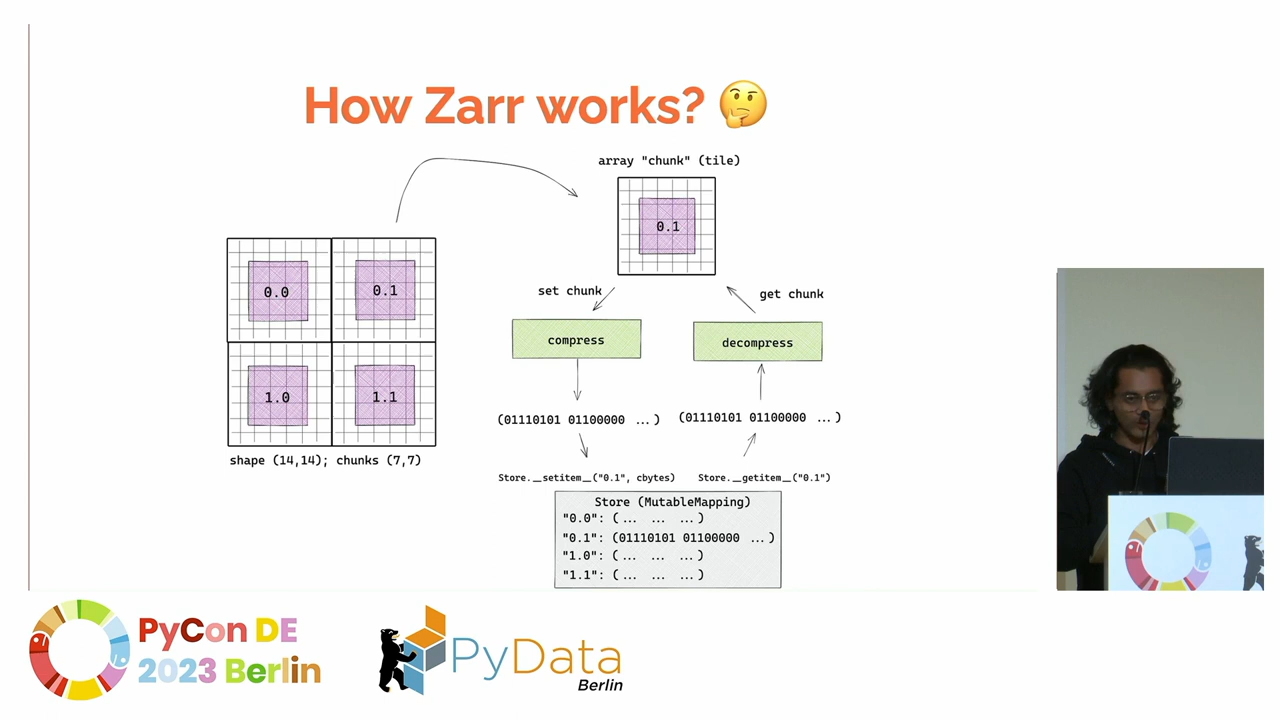 How Zarr works? 🤔
array "chunk" (tile)
0.1
0.0
0.1
1.0
1.1
shape (14,14); chunks (7,7)
set chunk
get chunk
compress
decompress
(01110101 01100000 ...)
(01110101 01100000 ...)
Store.__setitem__("0.1", cbytes)
Store.__getitem__("0.1")
Store (MutableMapping)
"0.0": (... ... ...)
"0.1": (01110101 01100000 ...)
"1.0": (... ... ...)
"1.1": (... ... ...)
PyCon DE
2023 Berlin
PyData
Berlin